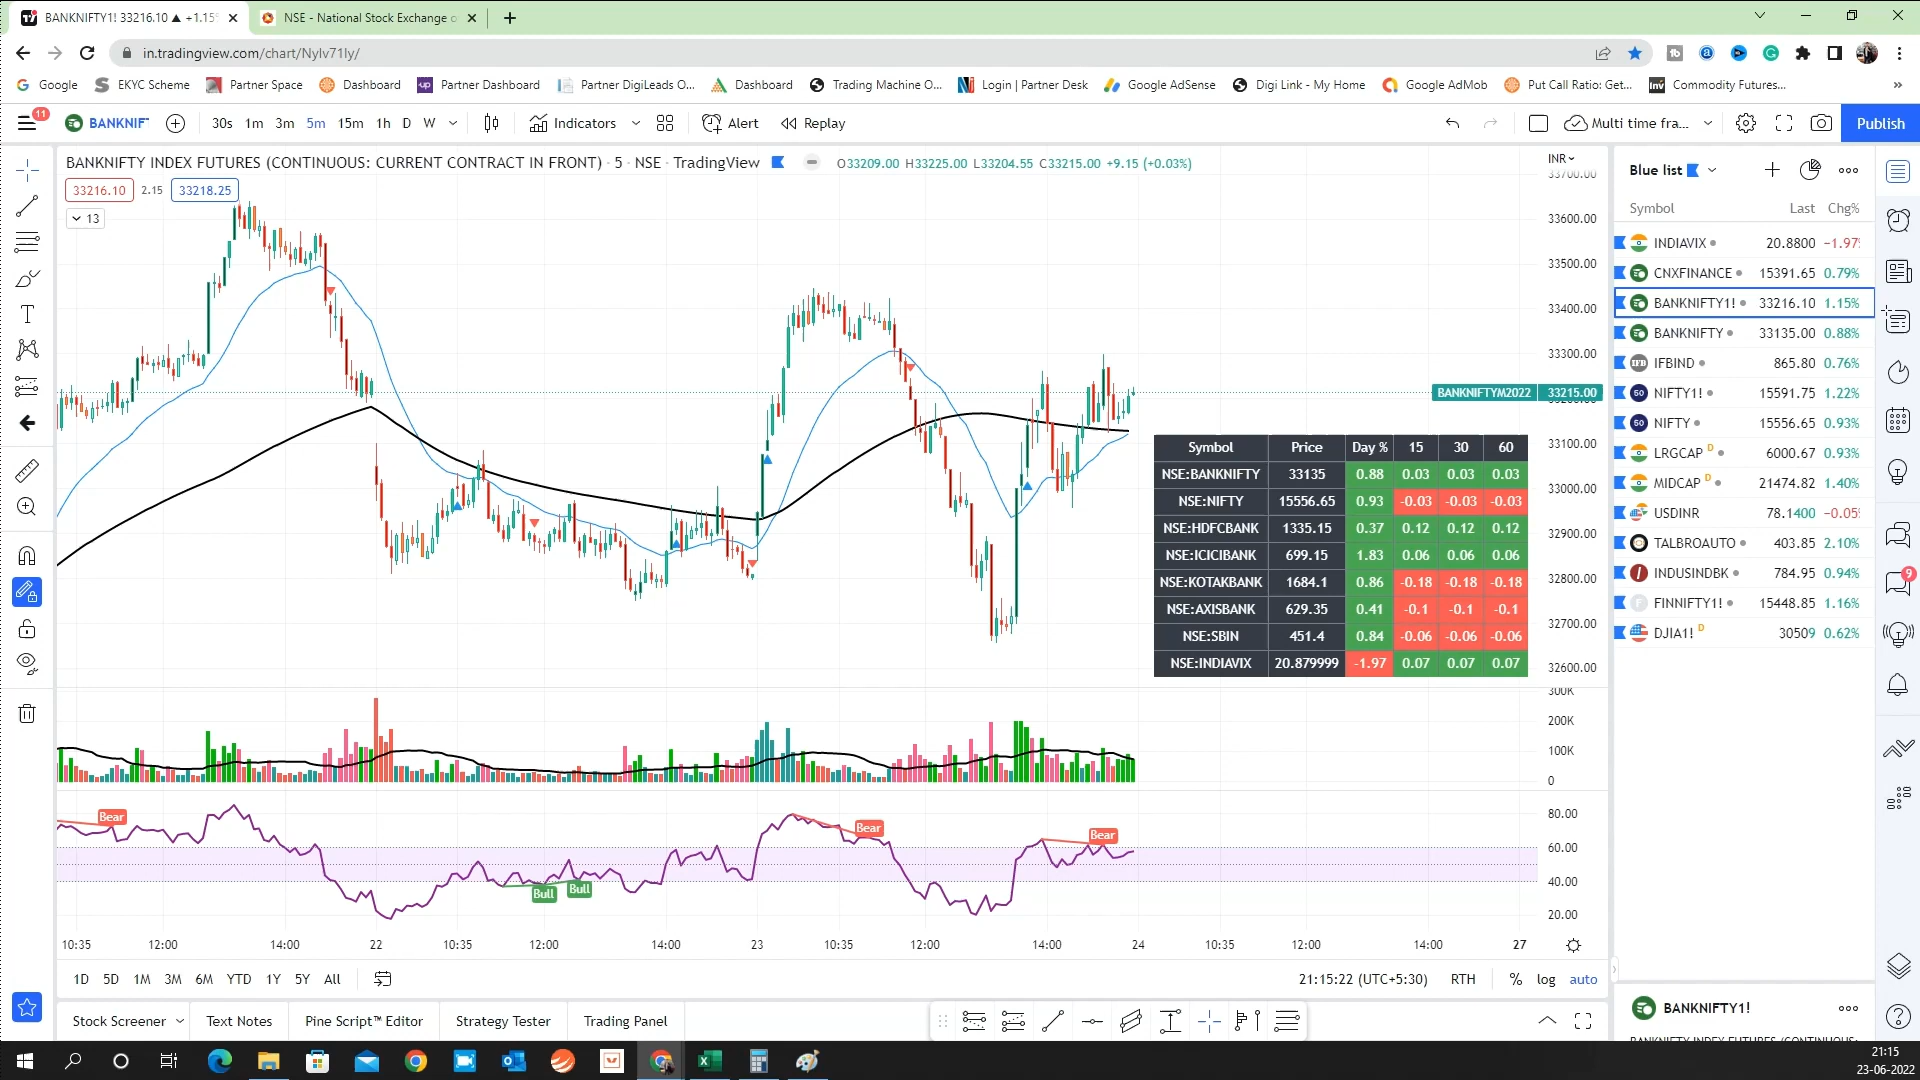 BANKNIFTY1! 33216.10 ▲ +1.15
NSE - National Stock Exchange o
in.tradingview.com/chart/NyIv71Iy/
Google EKYC Scheme Partner Space Dashboard Partner Dashboard Partner DigiLeads O... Dashboard Trading Machine O... Login | Partner Desk Google AdSense Digi Link - My Home Google AdMob Put Call Ratio: Get... Commodity Futures... »
11 BANKNIF 30s 1m 3m 5m 15m 1h D W Indicators Alert Replay Multi time fra... Publish
BANKNIFTY INDEX FUTURES (CONTINUOUS: CURRENT CONTRACT IN FRONT) · 5 · NSE · TradingView O33209.00 H33225.00 L33204.55 C33215.00 +9.15 (+0.03%)
33216.10 2.15 33218.25
13
INR
33700.00
33600.00
33500.00
33400.00
33300.00
BANKNIFTYM2022 33215.00
33100.00
33000.00
32900.00
32800.00
32700.00
32600.00
Symbol Price Day % 15 30 60
NSE:BANKNIFTY 33135 0.88 0.03 0.03 0.03
NSE:NIFTY 15556.65 0.93 -0.03 -0.03 -0.03
NSE:HDFCBANK 1335.15 0.37 0.12 0.12 0.12
NSE:ICICIBANK 699.15 1.83 0.06 0.06 0.06
NSE:KOTAKBANK 1684.1 0.86 -0.18 -0.18 -0.18
NSE:AXISBANK 629.35 0.41 -0.1 -0.1 -0.1
NSE:SBIN 451.4 0.84 -0.06 -0.06 -0.06
NSE:INDIAVIX 20.879999 -1.97 0.07 0.07 0.07
300K
200K
100K
0
Bear
Bear
Bear
Bull
Bull
80.00
60.00
40.00
20.00
10:35 12:00 14:00 22 10:35 12:00 14:00 23 10:35 12:00 14:00 24 10:35 12:00 14:00 27
1D 5D 1M 3M 6M YTD 1Y 5Y All 21:15:22 (UTC+5:30) RTH % log auto
Stock Screener Text Notes Pine Script™ Editor Strategy Tester Trading Panel
Blue list
Symbol Last Chg%
INDIAVIX 20.8800 −1.97
CNXFINANCE 15391.65 0.79%
BANKNIFTY1! 33216.10 1.15%
BANKNIFTY 33135.00 0.88%
IFB IFBIND 865.80 0.76%
50 NIFTY1! 15591.75 1.22%
50 NIFTY 15556.65 0.93%
LRGCAP D 6000.67 0.93%
MIDCAP D 21474.82 1.40%
USDINR 78.1400 −0.05
TALBROAUTO 403.85 2.10%
INDUSINDBK 784.95 0.94%
F FINNIFTY1! 15448.85 1.16%
DJIA1! D 30509 0.62%
9
BANKNIFTY1!
21:15
23-06-2022